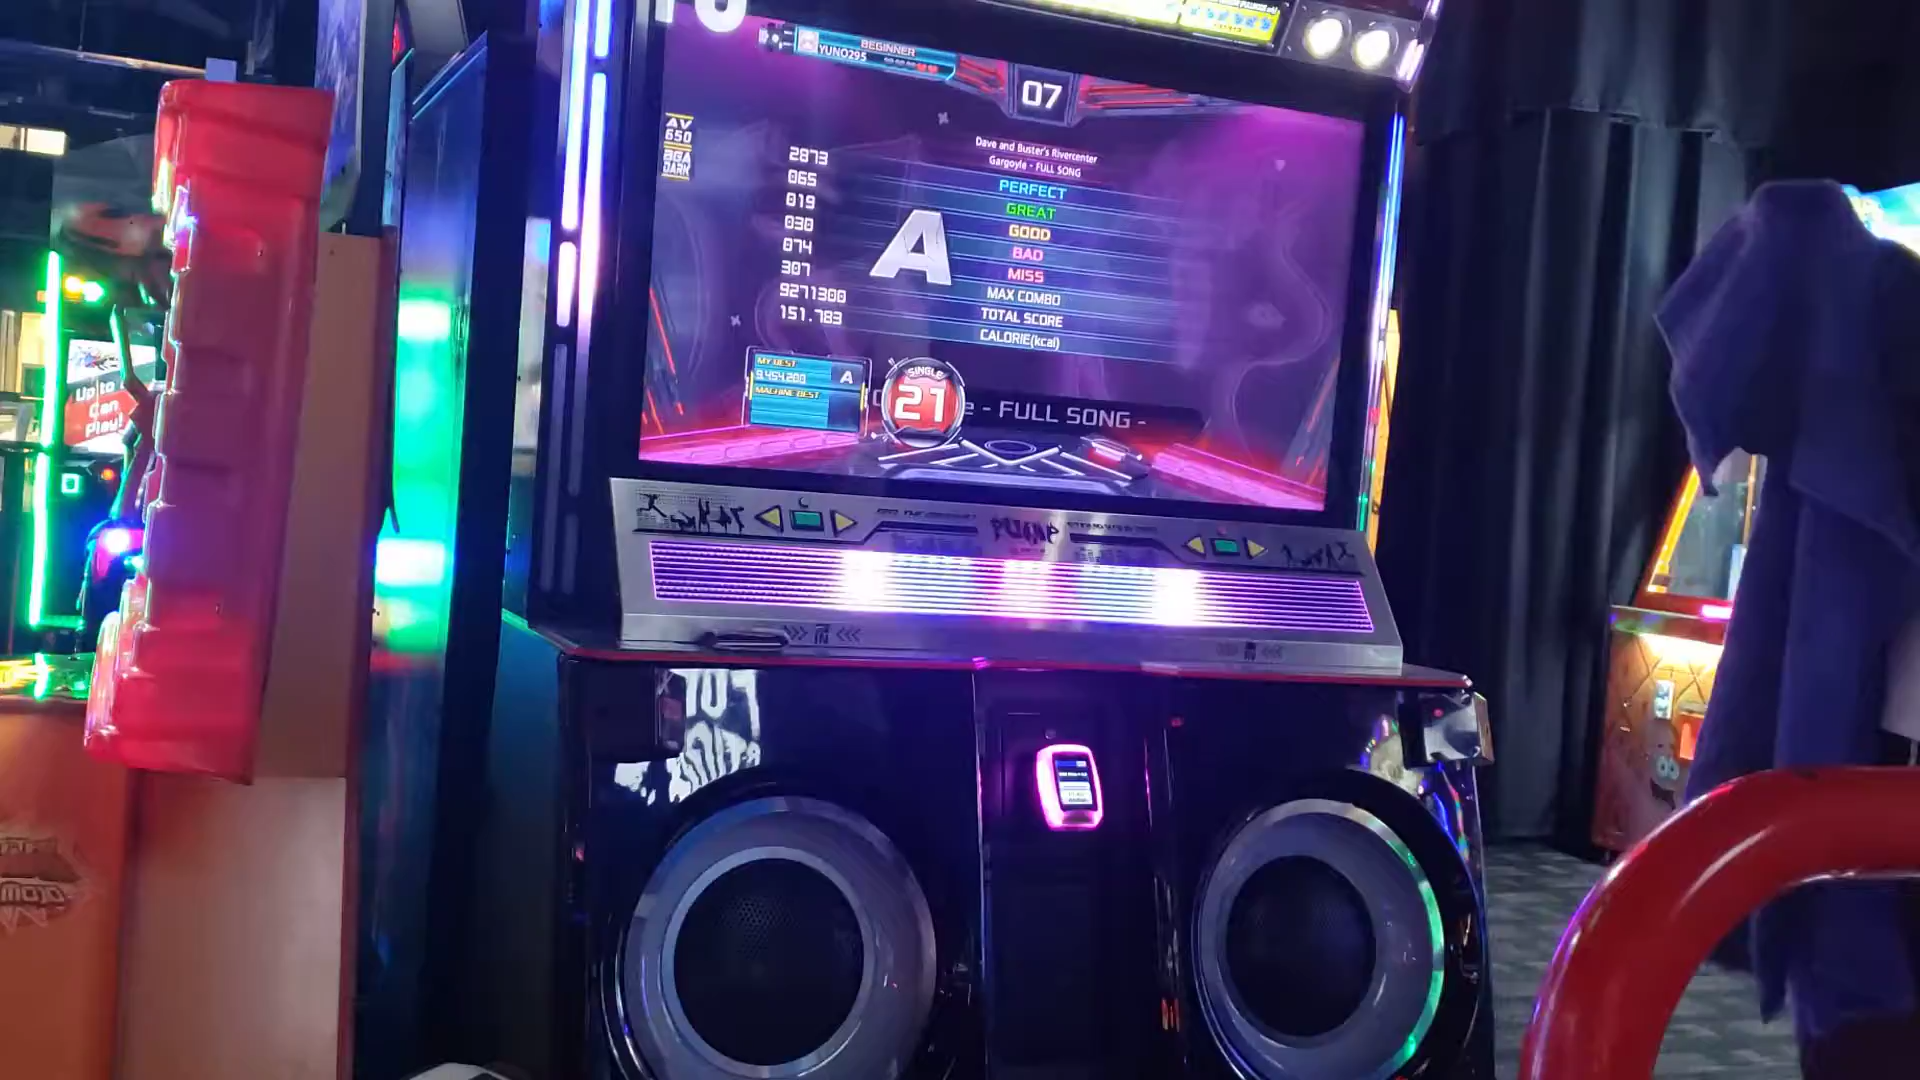 BEGINNER
YUNO295
07
AV
650
BGA
DARK
Dave and Buster's Rivercenter
Gargoyle - FULL SONG
2873 PERFECT
065 GREAT
019 GOOD
030 BAD
074 MISS
307 MAX COMBO
9271300 TOTAL SCORE
151.783 CALORIE(kcal)
A
MY BEST
9,454,200 A
MACHINE BEST
SINGLE
21
e - FULL SONG -
PUMP
IN
Up to
Can
Play!